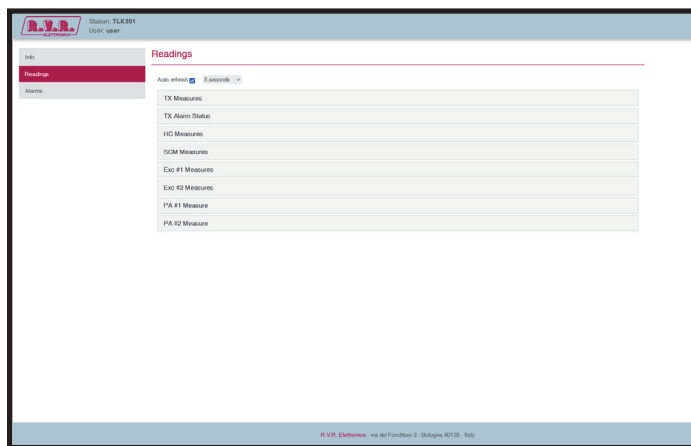 R.V.R.
ELETTRONICA
Station: TLK301
User: user
Info
Readings
Alarms
Readings
Auto refresh
5 seconds
TX Measures
TX Alarm Status
HC Measures
SCM Measures
Exc #1 Measures
Exc #2 Measures
PA #1 Measure
PA #2 Measure
R.V.R. Elettronica - via del Fonditore 2 - Bologna 40138 - Italy